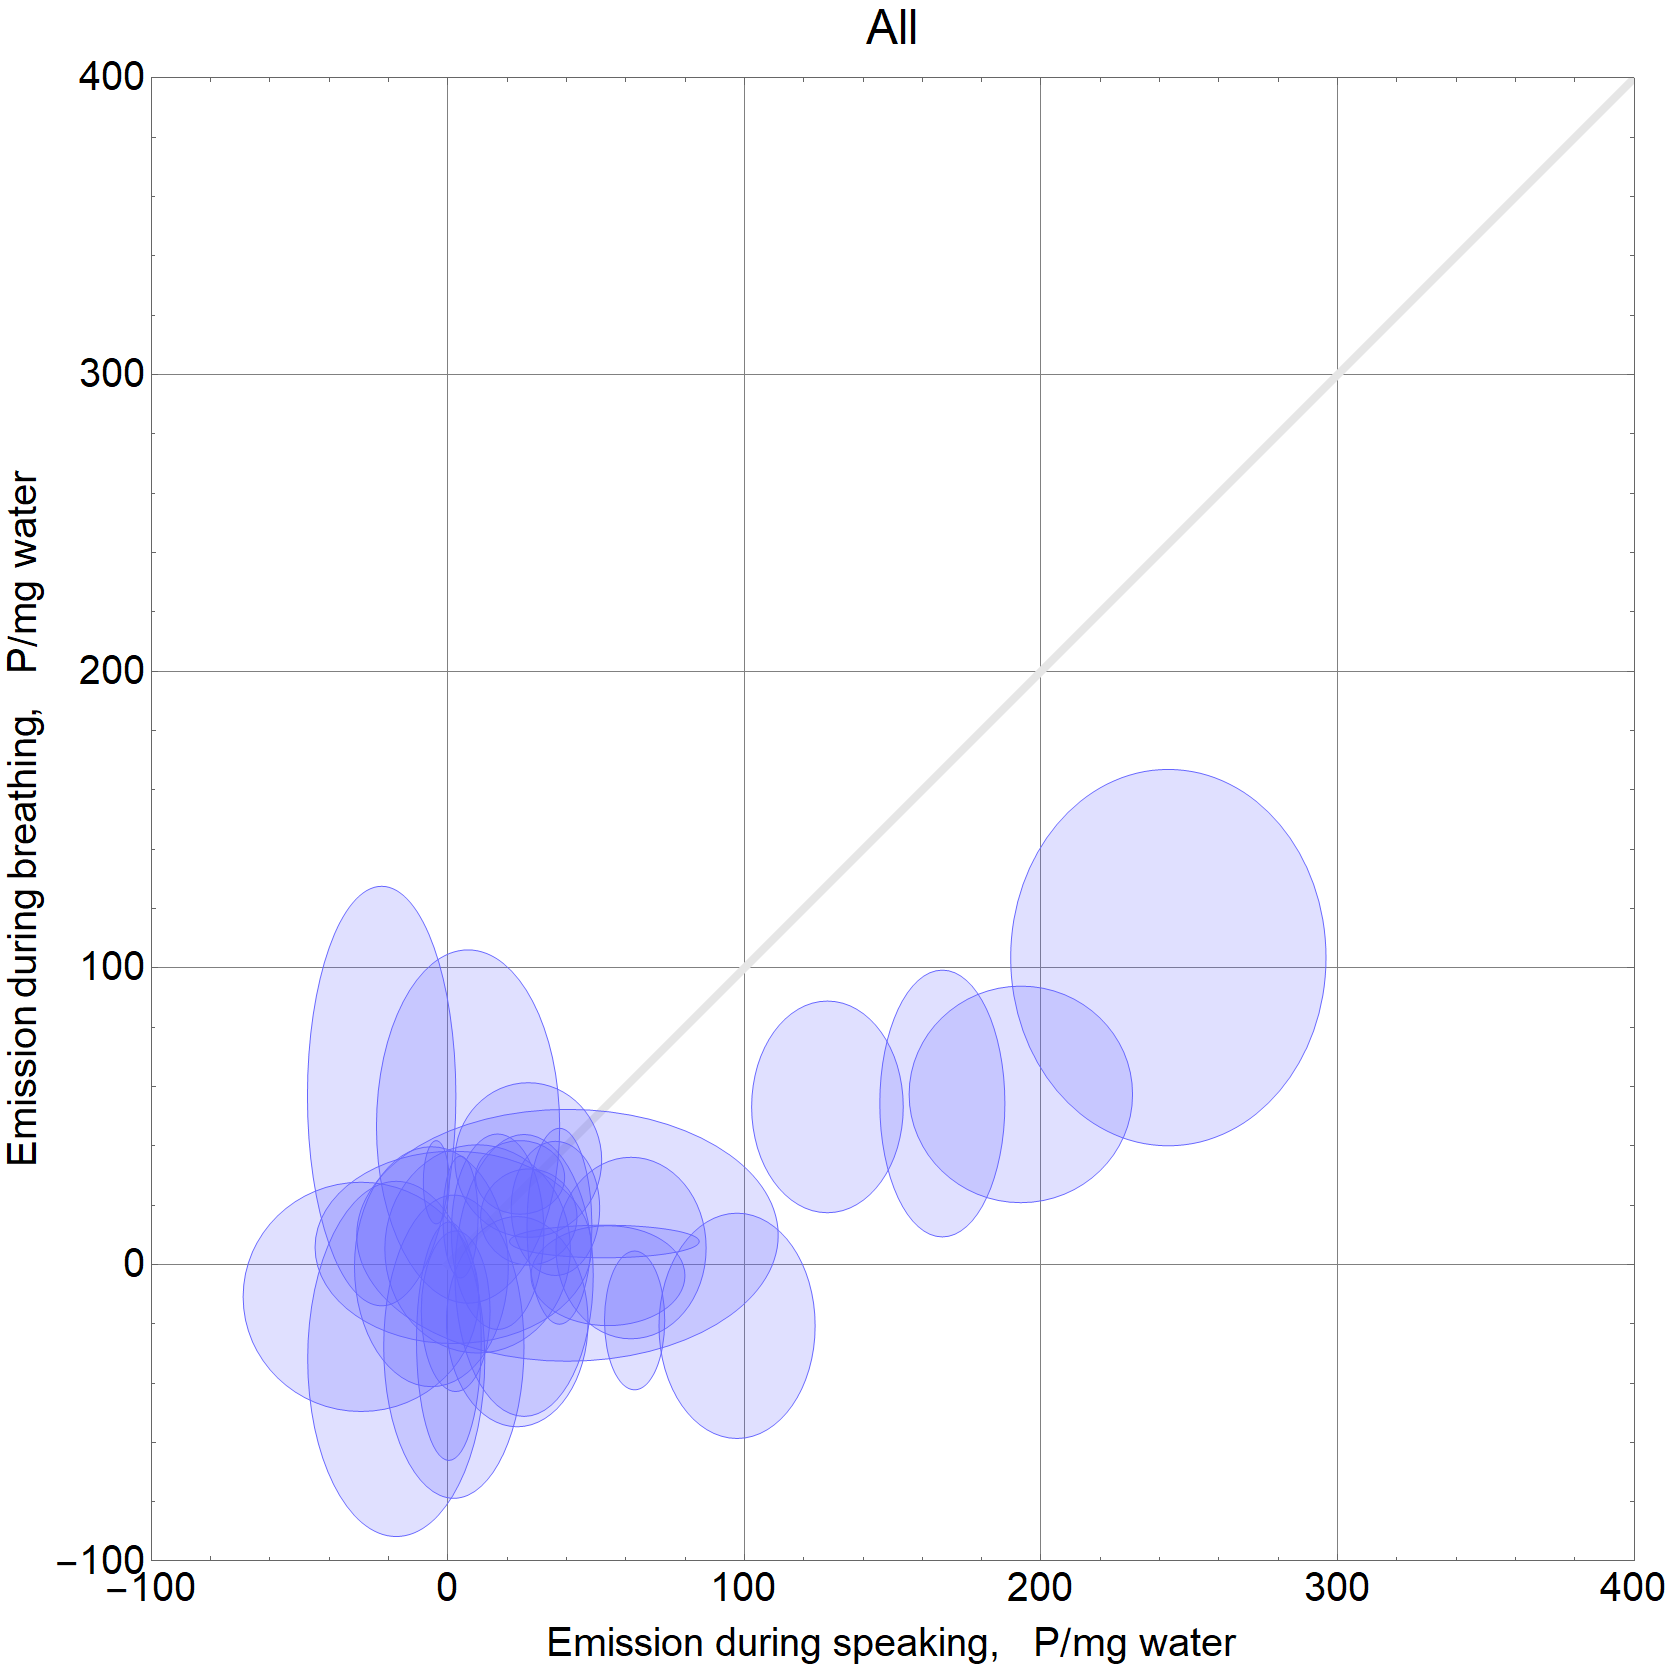 All
400
300
200
100
0
−100
−100 0 100 200 300 400
Emission during breathing, P/mg water
Emission during speaking, P/mg water